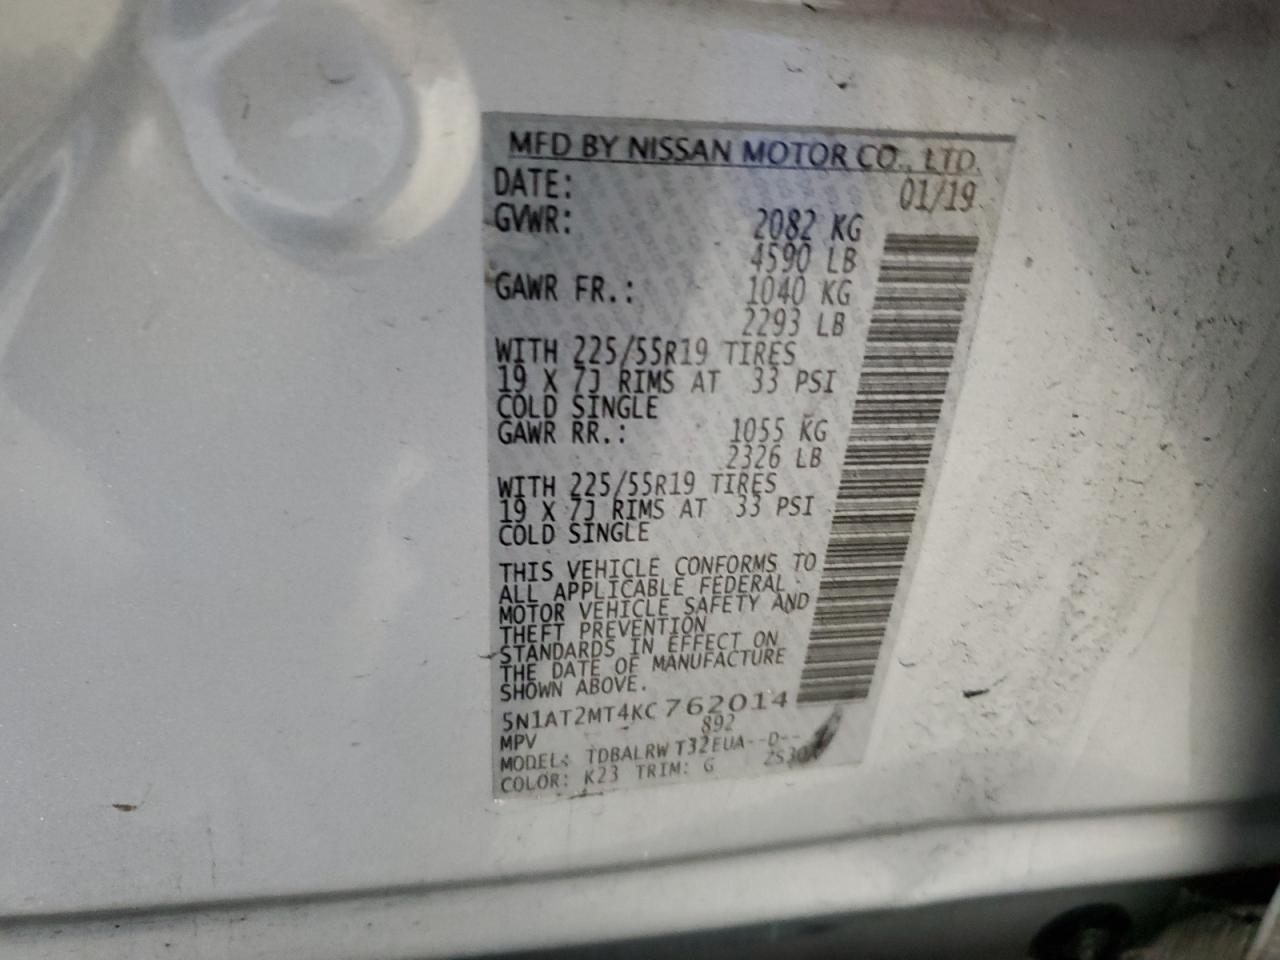 MFD BY NISSAN MOTOR CO., LTD.
DATE: 01/19
GVWR: 2082 KG
4590 LB
GAWR FR.: 1040 KG
2293 LB
WITH 225/55R19 TIRES
19 X 7J RIMS AT 33 PSI
COLD SINGLE
GAWR RR.: 1055 KG
2326 LB
WITH 225/55R19 TIRES
19 X 7J RIMS AT 33 PSI
COLD SINGLE
THIS VEHICLE CONFORMS TO
ALL APPLICABLE FEDERAL
MOTOR VEHICLE SAFETY AND
THEFT PREVENTION
STANDARDS IN EFFECT ON
THE DATE OF MANUFACTURE
SHOWN ABOVE.
5N1AT2MT4KC762014
MPV 892
MODEL: TDBALRW T32EUA--D--
COLOR: K23 TRIM: G